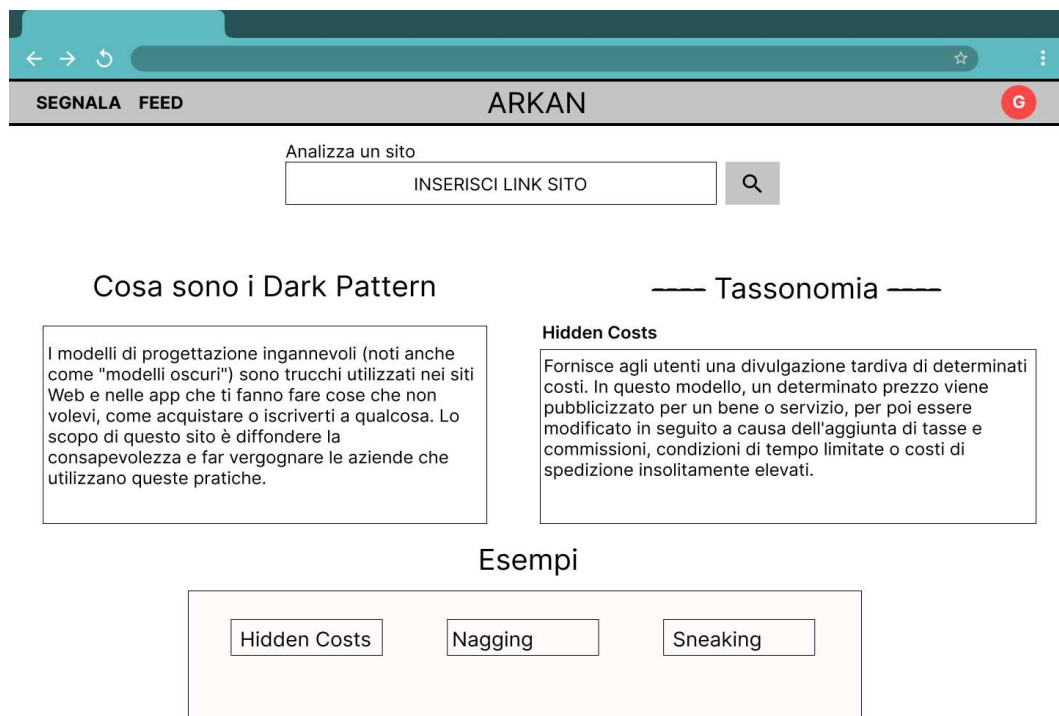 SEGNALA FEED ARKAN G
Analizza un sito
INSERISCI LINK SITO
Cosa sono i Dark Pattern
I modelli di progettazione ingannevoli (noti anche
come "modelli oscuri") sono trucchi utilizzati nei siti
Web e nelle app che ti fanno fare cose che non
volevi, come acquistare o iscriverti a qualcosa. Lo
scopo di questo sito è diffondere la
consapevolezza e far vergognare le aziende che
utilizzano queste pratiche.
---- Tassonomia ----
Hidden Costs
Fornisce agli utenti una divulgazione tardiva di determinati
costi. In questo modello, un determinato prezzo viene
pubblicizzato per un bene o servizio, per poi essere
modificato in seguito a causa dell'aggiunta di tasse e
commissioni, condizioni di tempo limitate o costi di
spedizione insolitamente elevati.
Esempi
Hidden Costs
Nagging
Sneaking